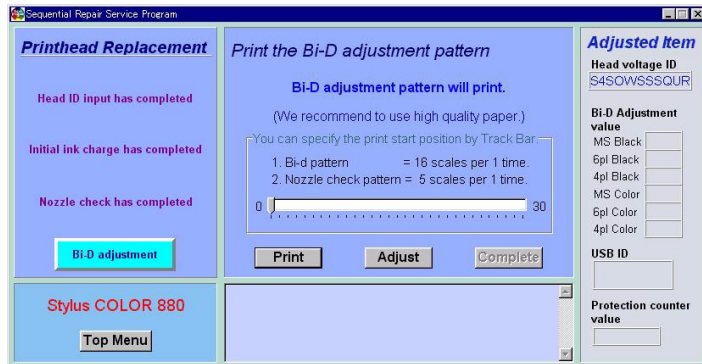 Sequential Repair Service Program
Printhead Replacement
Head ID input has completed
Initial ink charge has completed
Nozzle check has completed
Bi-D adjustment
Stylus COLOR 880
Top Menu
Print the Bi-D adjustment pattern
Bi-D adjustment pattern will print.
(We recommend to use high quality paper.)
You can specify the print start position by Track Bar.
1. Bi-d pattern = 16 scales per 1 time.
2. Nozzle check pattern = 5 scales per 1 time.
0 30
Print Adjust Complete
Adjusted Item
Head voltage ID
S4SOWSSSQUR
Bi-D Adjustment
value
MS Black
6pl Black
4pl Black
MS Color
6pl Color
4pl Color
USB ID
Protection counter
value